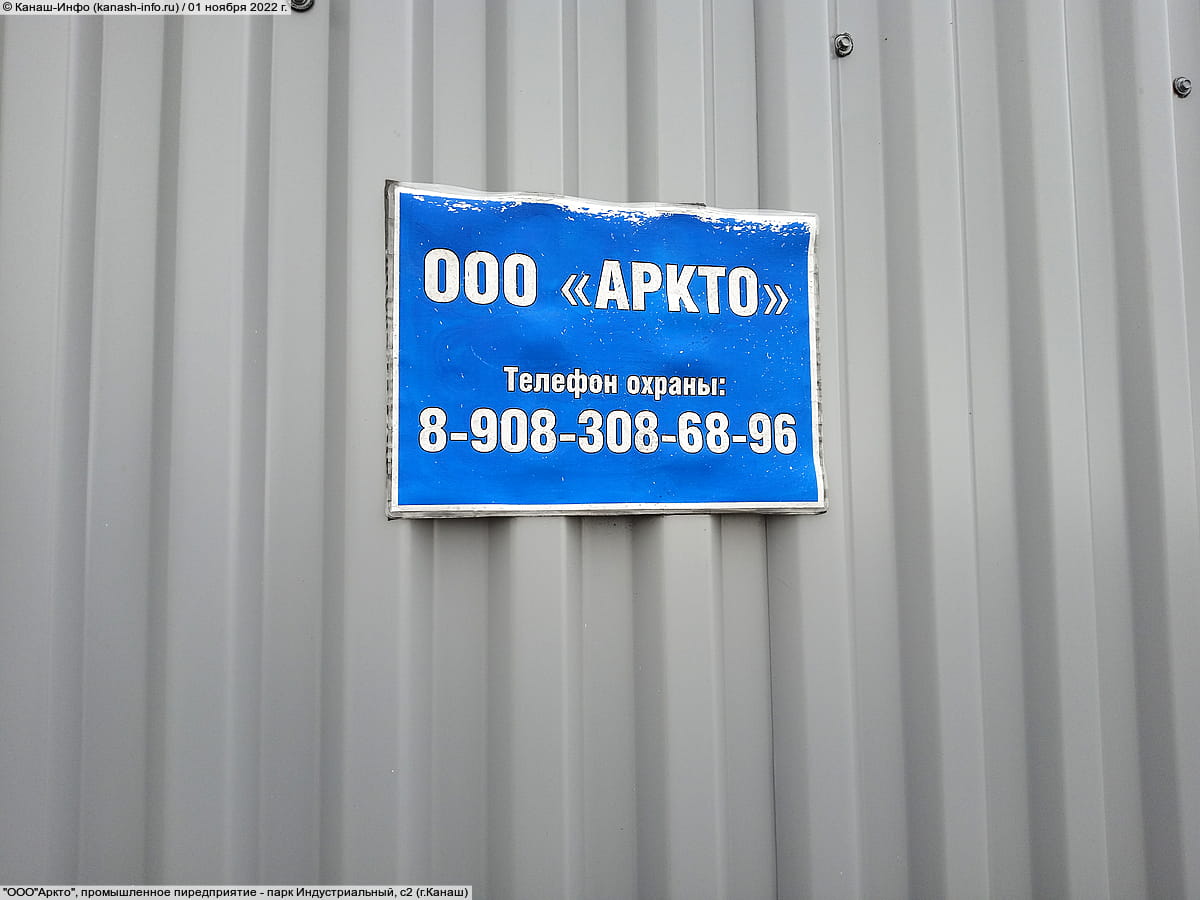 © Канаш-Инфо (kanash-info.ru) / 01 ноября 2022 г.
ООО «АРКТО»
Телефон охраны:
8-908-308-68-96
"ООО"Аркто", промышленное пиредприятие - парк Индустриальный, с2 (г.Канаш)